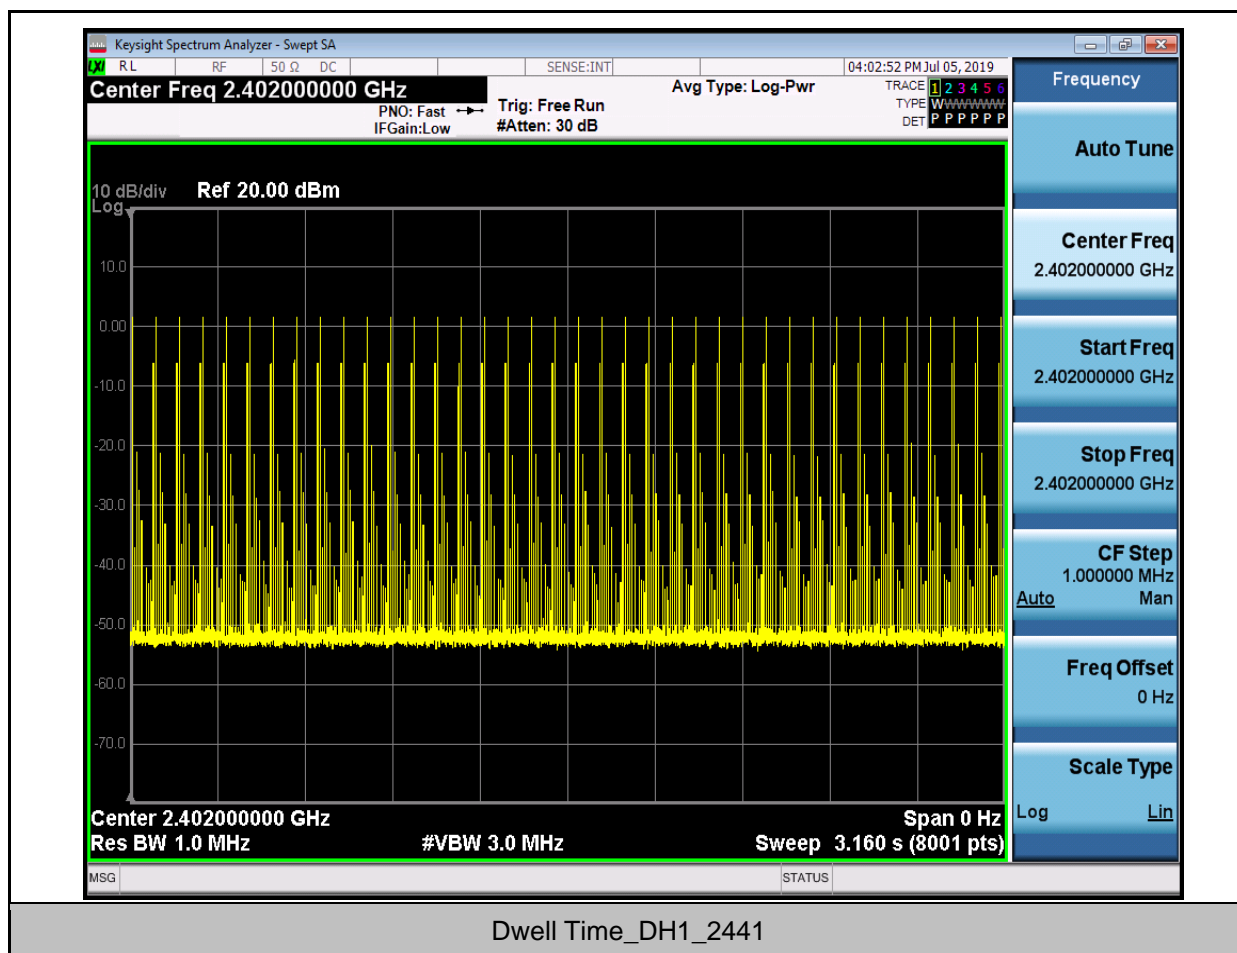 Keysight Spectrum Analyzer - Swept SA
LXI RL RF 50 Ω DC SENSE:INT 04:02:52 PM Jul 05, 2019
Center Freq 2.402000000 GHz
PNO: Fast
IFGain:Low
Trig: Free Run
#Atten: 30 dB
Avg Type: Log-Pwr
TRACE 1 2 3 4 5 6
TYPE WWWWWW
DET P P P P P P
10 dB/div Ref 20.00 dBm
Log
10.0
0.00
-10.0
-20.0
-30.0
-40.0
-50.0
-60.0
-70.0
Center 2.402000000 GHz Span 0 Hz
Res BW 1.0 MHz #VBW 3.0 MHz Sweep 3.160 s (8001 pts)
MSG STATUS
Frequency
Auto Tune
Center Freq
2.402000000 GHz
Start Freq
2.402000000 GHz
Stop Freq
2.402000000 GHz
CF Step
1.000000 MHz
Auto Man
Freq Offset
0 Hz
Scale Type
Log Lin
Dwell Time_DH1_2441